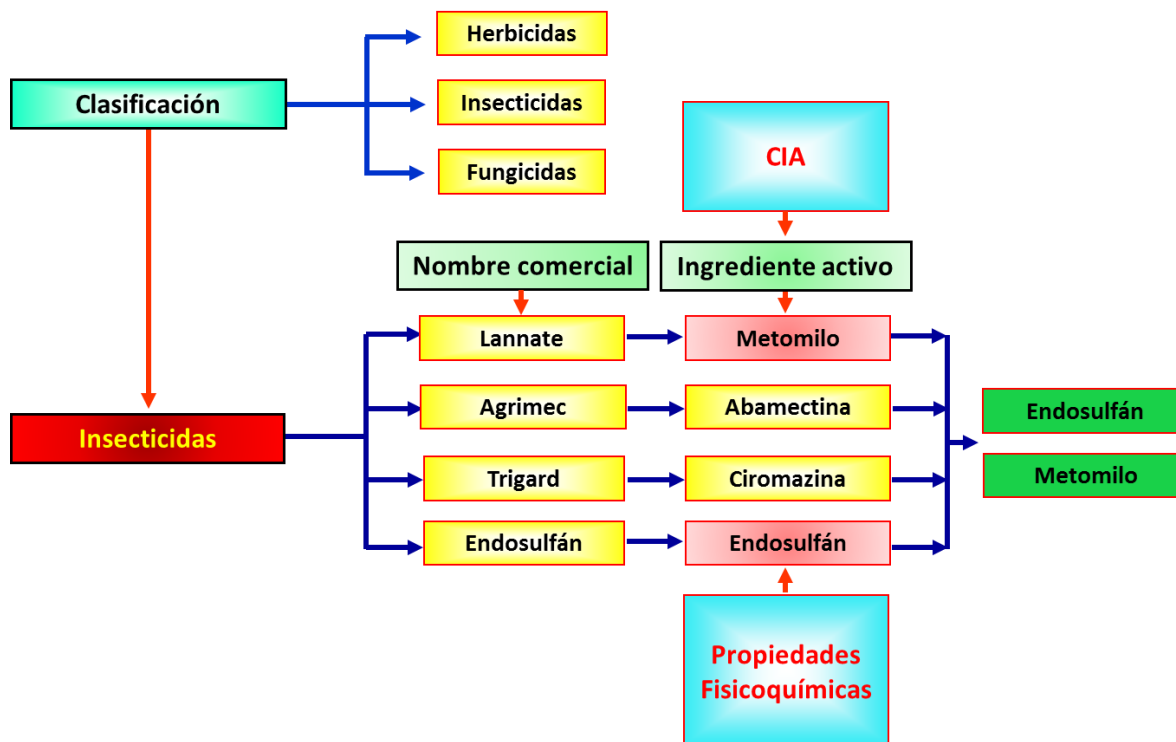 Herbicidas
Clasificación
Insecticidas
Fungicidas
CIA
Nombre comercial
Ingrediente activo
Lannate
Metomilo
Agrimec
Abamectina
Endosulfán
Insecticidas
Trigard
Ciromazina
Metomilo
Endosulfán
Endosulfán
Propiedades
Fisicoquímicas